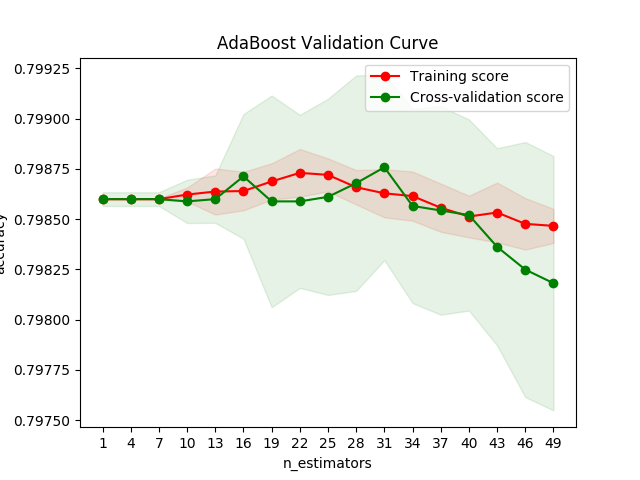 AdaBoost Validation Curve
Training score
Cross-validation score
0.79925
0.79900
0.79875
0.79850
0.79825
0.79800
0.79775
0.79750
accuracy
1 4 7 10 13 16 19 22 25 28 31 34 37 40 43 46 49
n_estimators